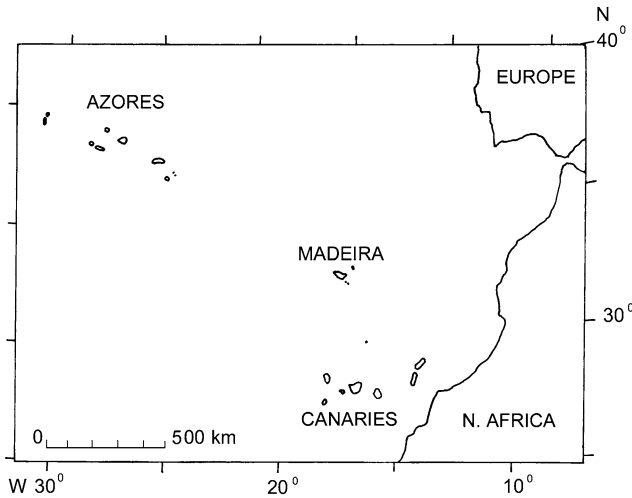 N
40⁰
EUROPE
AZORES
MADEIRA
30⁰
CANARIES
N. AFRICA
0 500 km
W 30⁰ 20⁰ 10⁰